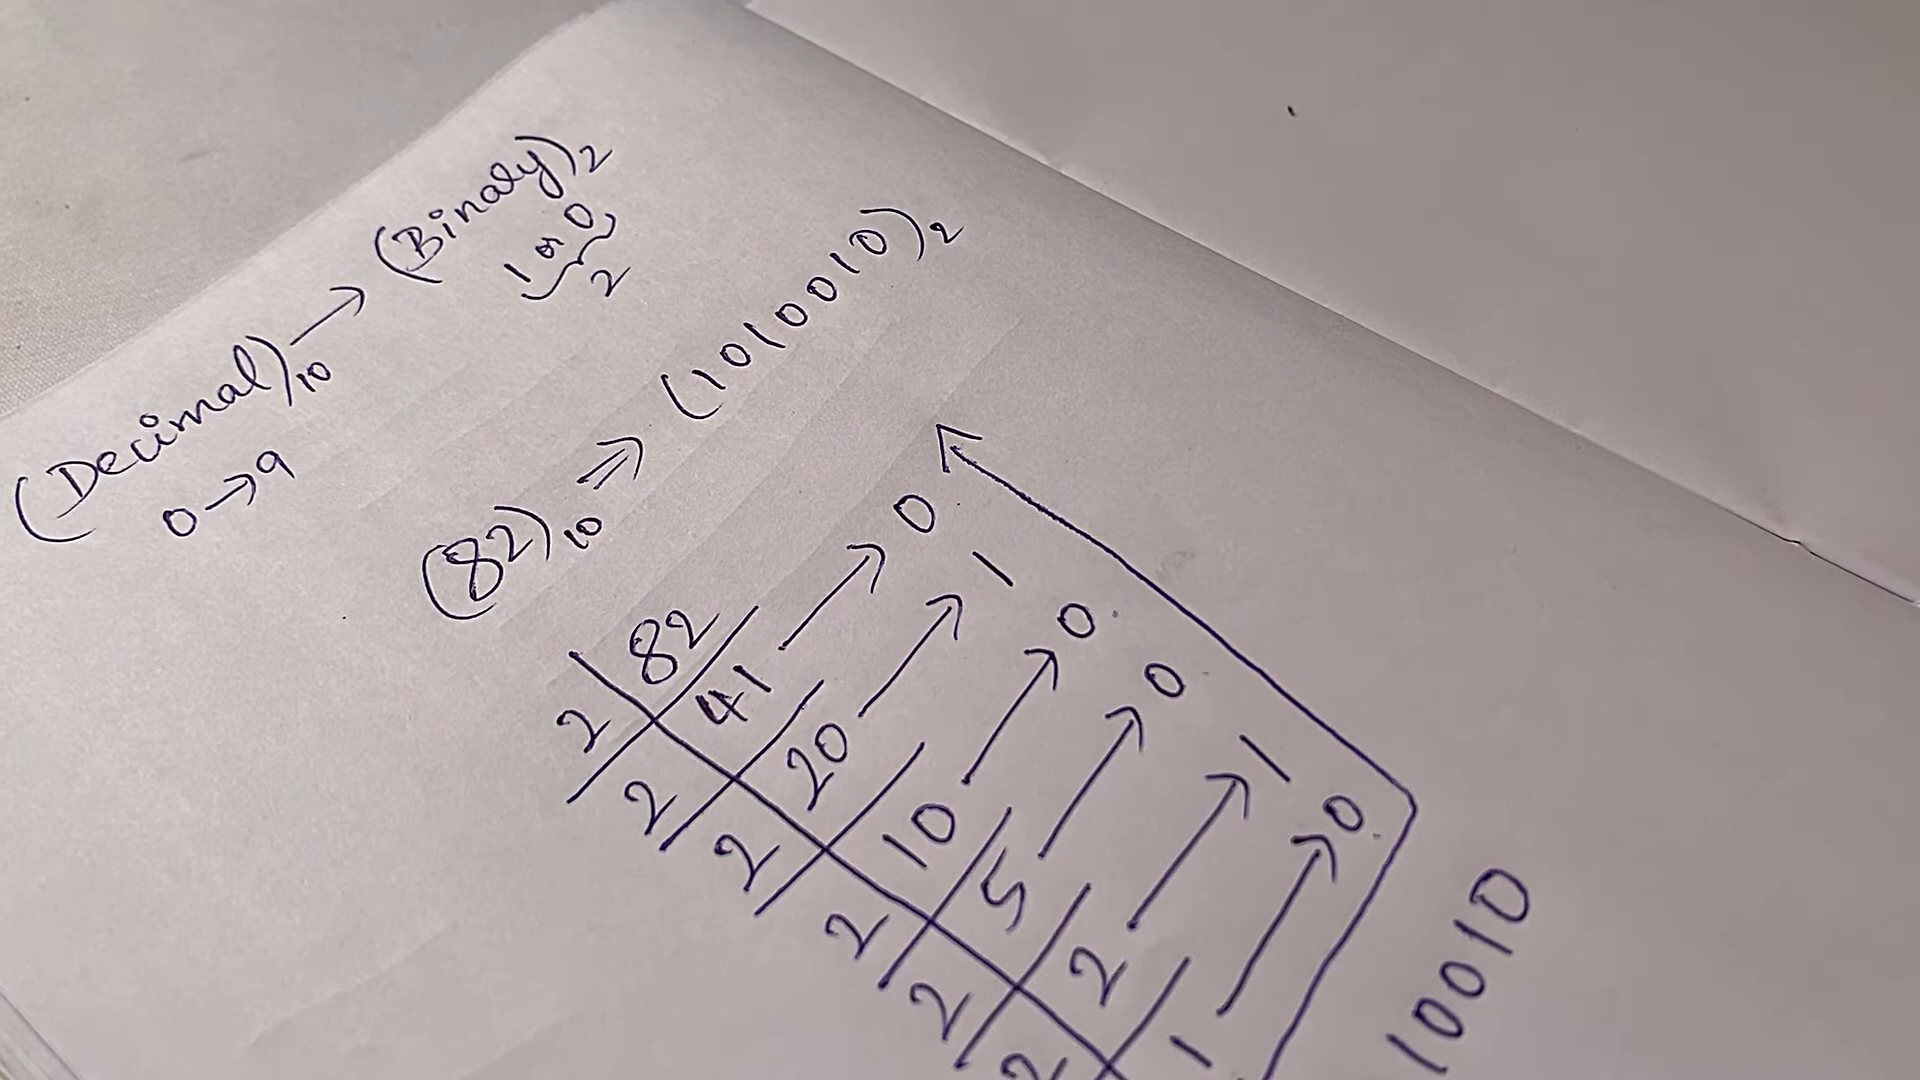 (Decimal)10 → (Binary)2
0→9 1 or 0
2
(82)10 ⇒ (1010010)2
2 | 82
2 | 41 → 0
2 | 20 → 1
2 | 10 → 0
2 | 5 → 0
2 | 2 → 1
1 → 0
10010